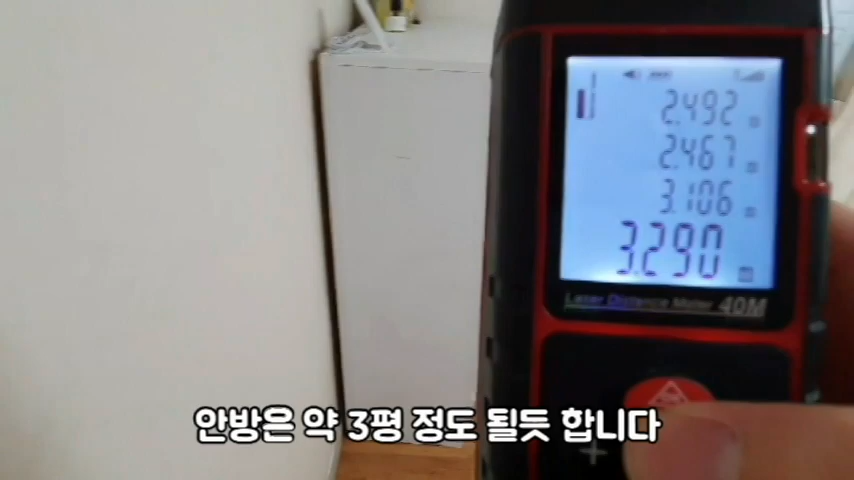 2.492 m
2.467 m
3.106 m
3.290 m
Laser Distance Meter 40M
+
안방은 약 3평 정도 될듯 합니다